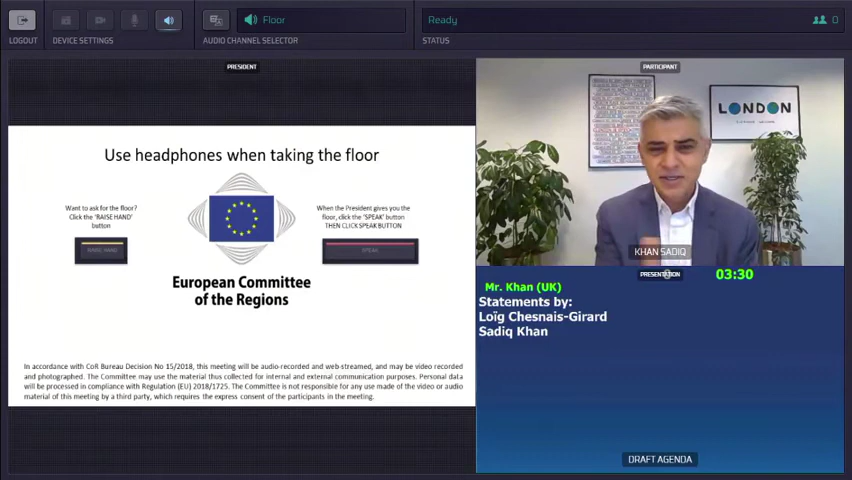 LOGOUT
DEVICE SETTINGS
Floor
AUDIO CHANNEL SELECTOR
Ready
STATUS
0
PRESIDENT
Use headphones when taking the floor
Want to ask for the floor?
Click the 'RAISE HAND'
button
RAISE HAND
When the President gives you the
floor, click the 'SPEAK' button
THEN CLICK SPEAK BUTTON
SPEAK
European Committee
of the Regions
In accordance with CoR Bureau Decision No 15/2018, this meeting will be audio-recorded and web-streamed, and may be video recorded
and photographed. The Committee may use the material thus collected for internal and external communication purposes. Personal data
will be processed in compliance with Regulation (EU) 2018/1725. The Committee is not responsible for any use made of the video or audio
material of this meeting by a third party, which requires the express consent of the participants in the meeting.
PARTICIPANT
LONDON
KHAN SADIQ
PRESENTATION
03:30
Mr. Khan (UK)
Statements by:
Loïg Chesnais-Girard
Sadiq Khan
DRAFT AGENDA